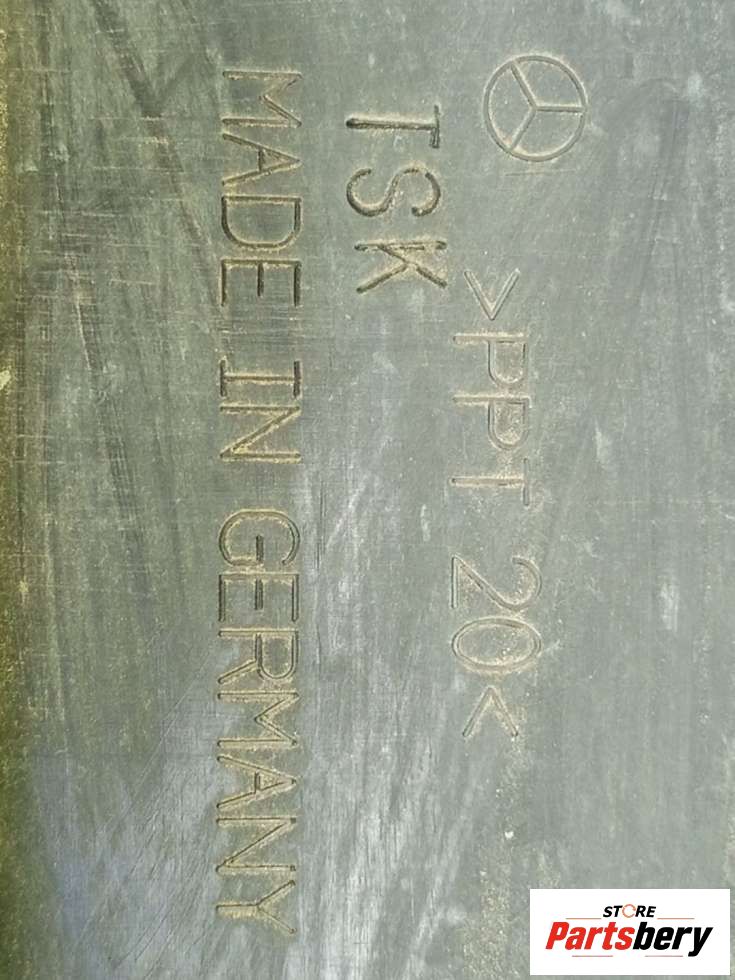 >PPT 20<
TSK
MADE IN GERMANY
STORE
Partsbery